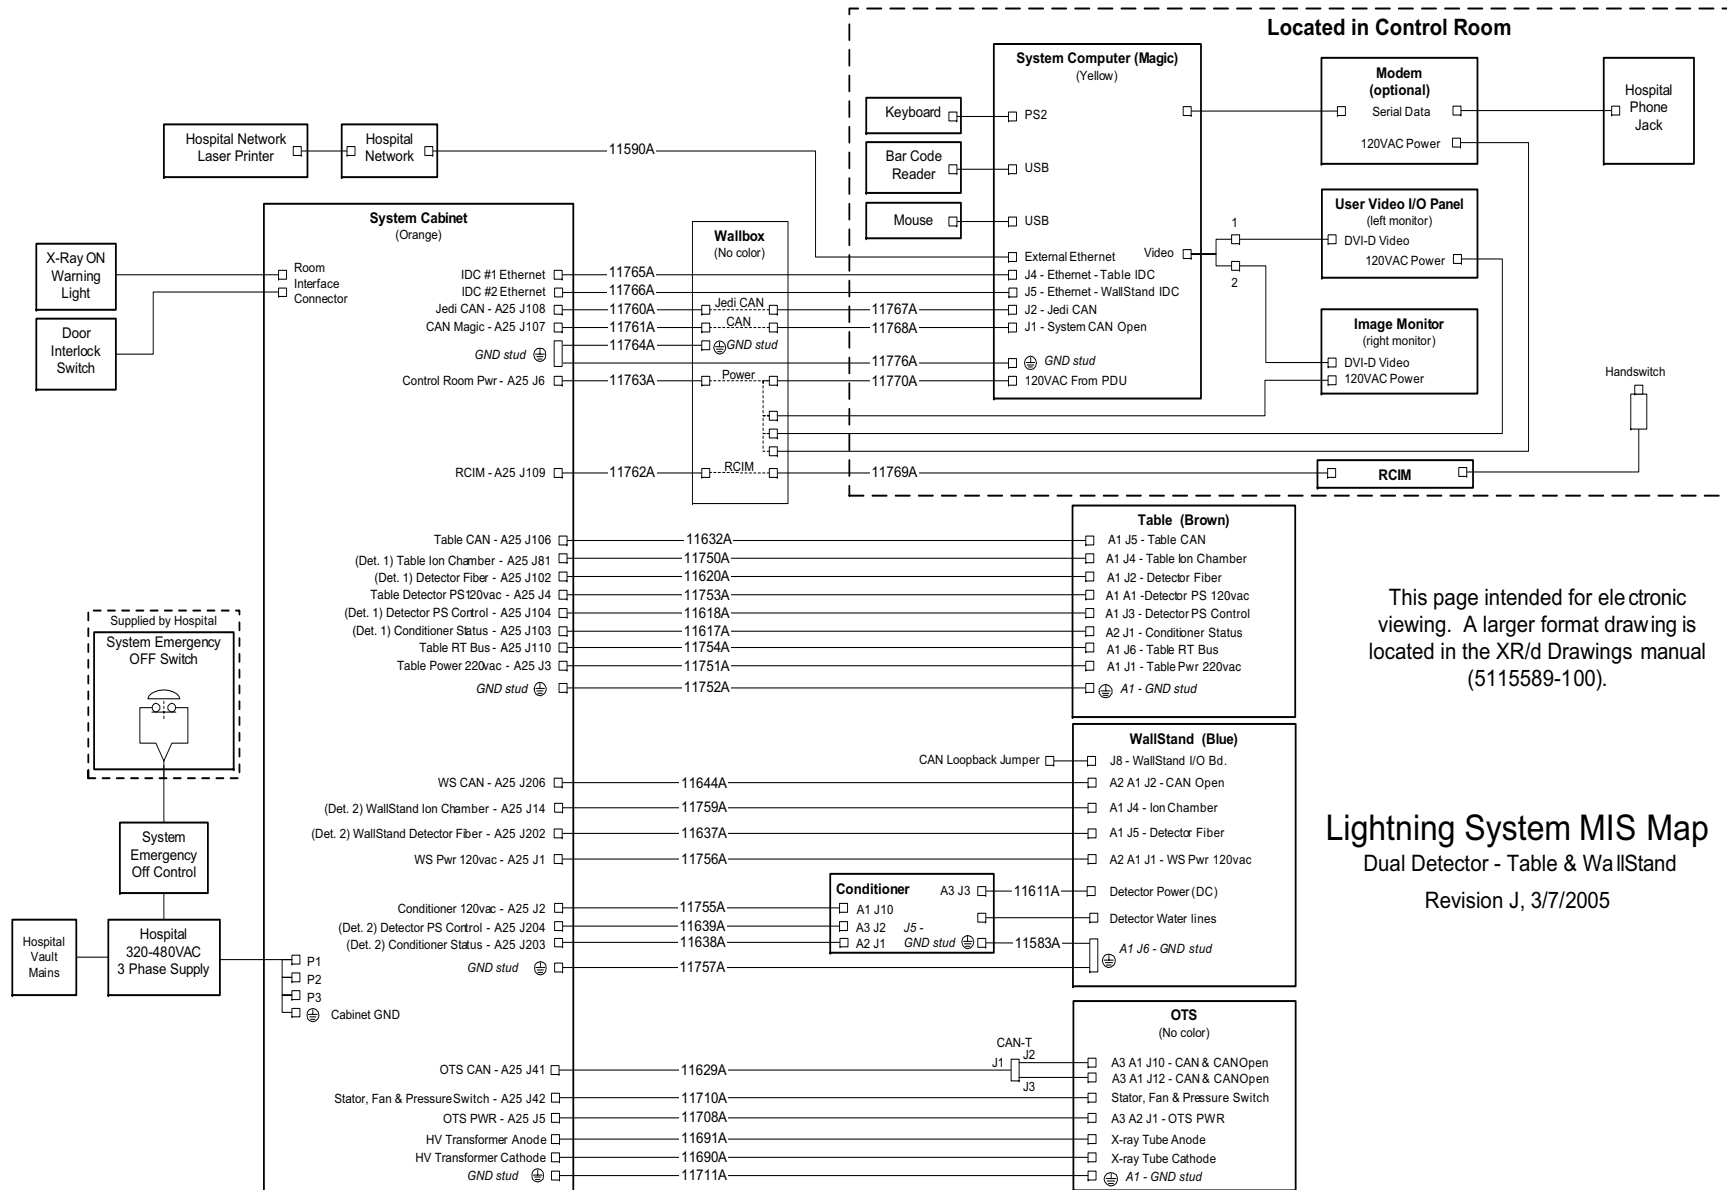 Located in Control Room
System Computer (Magic)
(Yellow)
Keyboard
PS2
Bar Code
Reader
USB
Mouse
USB
External Ethernet
Video
J4 - Ethernet - Table IDC
J5 - Ethernet - WallStand IDC
J2 - Jedi CAN
J1 - System CAN Open
GND stud
120VAC From PDU
1
2
Modem
(optional)
Serial Data
120VAC Power
Hospital
Phone
Jack
User Video I/O Panel
(left monitor)
DVI-D Video
120VAC Power
Image Monitor
(right monitor)
DVI-D Video
120VAC Power
Handswitch
RCIM
Hospital Network
Laser Printer
Hospital
Network
11590A
X-Ray ON
Warning
Light
Door
Interlock
Switch
System Cabinet
(Orange)
Room
Interface
Connector
Wallbox
(No color)
IDC #1 Ethernet
11765A
IDC #2 Ethernet
11766A
Jedi CAN - A25 J108
11760A
Jedi CAN
11767A
CAN Magic - A25 J107
11761A
CAN
11768A
GND stud
11764A
GND stud
11776A
Control Room Pwr - A25 J6
11763A
Power
11770A
RCIM - A25 J109
11762A
RCIM
11769A
Table (Brown)
Table CAN - A25 J106
11632A
A1 J5 - Table CAN
(Det. 1) Table Ion Chamber - A25 J81
11750A
A1 J4 - Table Ion Chamber
(Det. 1) Detector Fiber - A25 J102
11620A
A1 J2 - Detector Fiber
Table Detector PS120vac - A25 J4
11753A
A1 A1 -Detector PS 120vac
(Det. 1) Detector PS Control - A25 J104
11618A
A1 J3 - Detector PS Control
(Det. 1) Conditioner Status - A25 J103
11617A
A2 J1 - Conditioner Status
Table RT Bus - A25 J110
11754A
A1 J6 - Table RT Bus
Table Power 220vac - A25 J3
11751A
A1 J1 - Table Pwr 220vac
GND stud
11752A
A1 - GND stud
This page intended for electronic
viewing. A larger format drawing is
located in the XR/d Drawings manual
(5115589-100).
Supplied by Hospital
System Emergency
OFF Switch
System
Emergency
Off Control
Hospital
Vault
Mains
Hospital
320-480VAC
3 Phase Supply
P1
P2
P3
Cabinet GND
WallStand (Blue)
CAN Loopback Jumper
J8 - WallStand I/O Bd.
WS CAN - A25 J206
11644A
A2 A1 J2 - CAN Open
(Det. 2) WallStand Ion Chamber - A25 J14
11759A
A1 J4 - Ion Chamber
(Det. 2) WallStand Detector Fiber - A25 J202
11637A
A1 J5 - Detector Fiber
WS Pwr 120vac - A25 J1
11756A
A2 A1 J1 - WS Pwr 120vac
Conditioner
A3 J3
11611A
Detector Power (DC)
Conditioner 120vac - A25 J2
11755A
A1 J10
Detector Water lines
(Det. 2) Detector PS Control - A25 J204
11639A
A3 J2
J5 -
(Det. 2) Conditioner Status - A25 J203
11638A
A2 J1
GND stud
11583A
A1 J6 - GND stud
GND stud
11757A
Lightning System MIS Map
Dual Detector - Table & WallStand
Revision J, 3/7/2005
OTS
(No color)
CAN-T
J1
J2
J3
OTS CAN - A25 J41
11629A
A3 A1 J10 - CAN & CANOpen
A3 A1 J12 - CAN & CANOpen
Stator, Fan & Pressure Switch - A25 J42
11710A
Stator, Fan & Pressure Switch
OTS PWR - A25 J5
11708A
A3 A2 J1 - OTS PWR
HV Transformer Anode
11691A
X-ray Tube Anode
HV Transformer Cathode
11690A
X-ray Tube Cathode
GND stud
11711A
A1 - GND stud